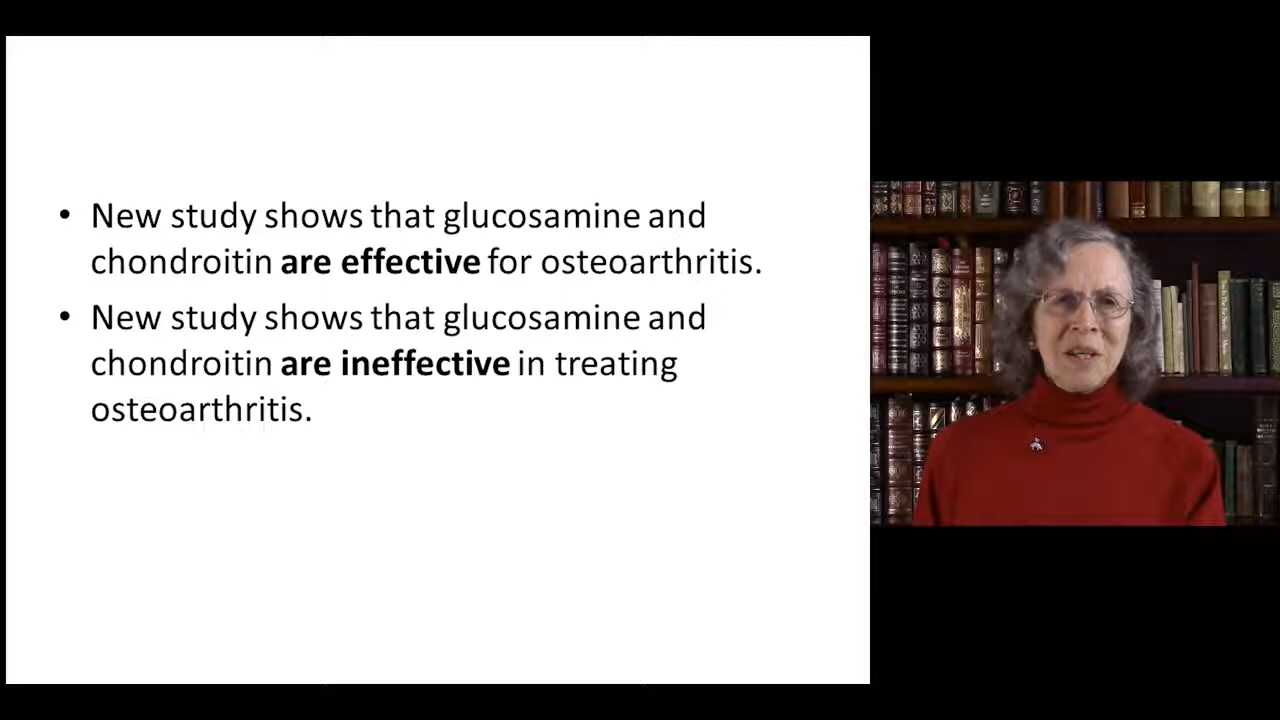 • New study shows that glucosamine and
chondroitin are effective for osteoarthritis.
• New study shows that glucosamine and
chondroitin are ineffective in treating
osteoarthritis.